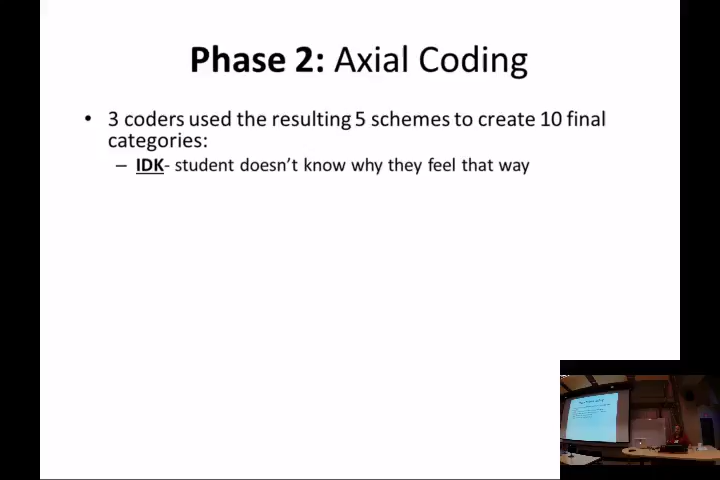 Phase 2: Axial Coding
• 3 coders used the resulting 5 schemes to create 10 final
categories:
– IDK- student doesn't know why they feel that way